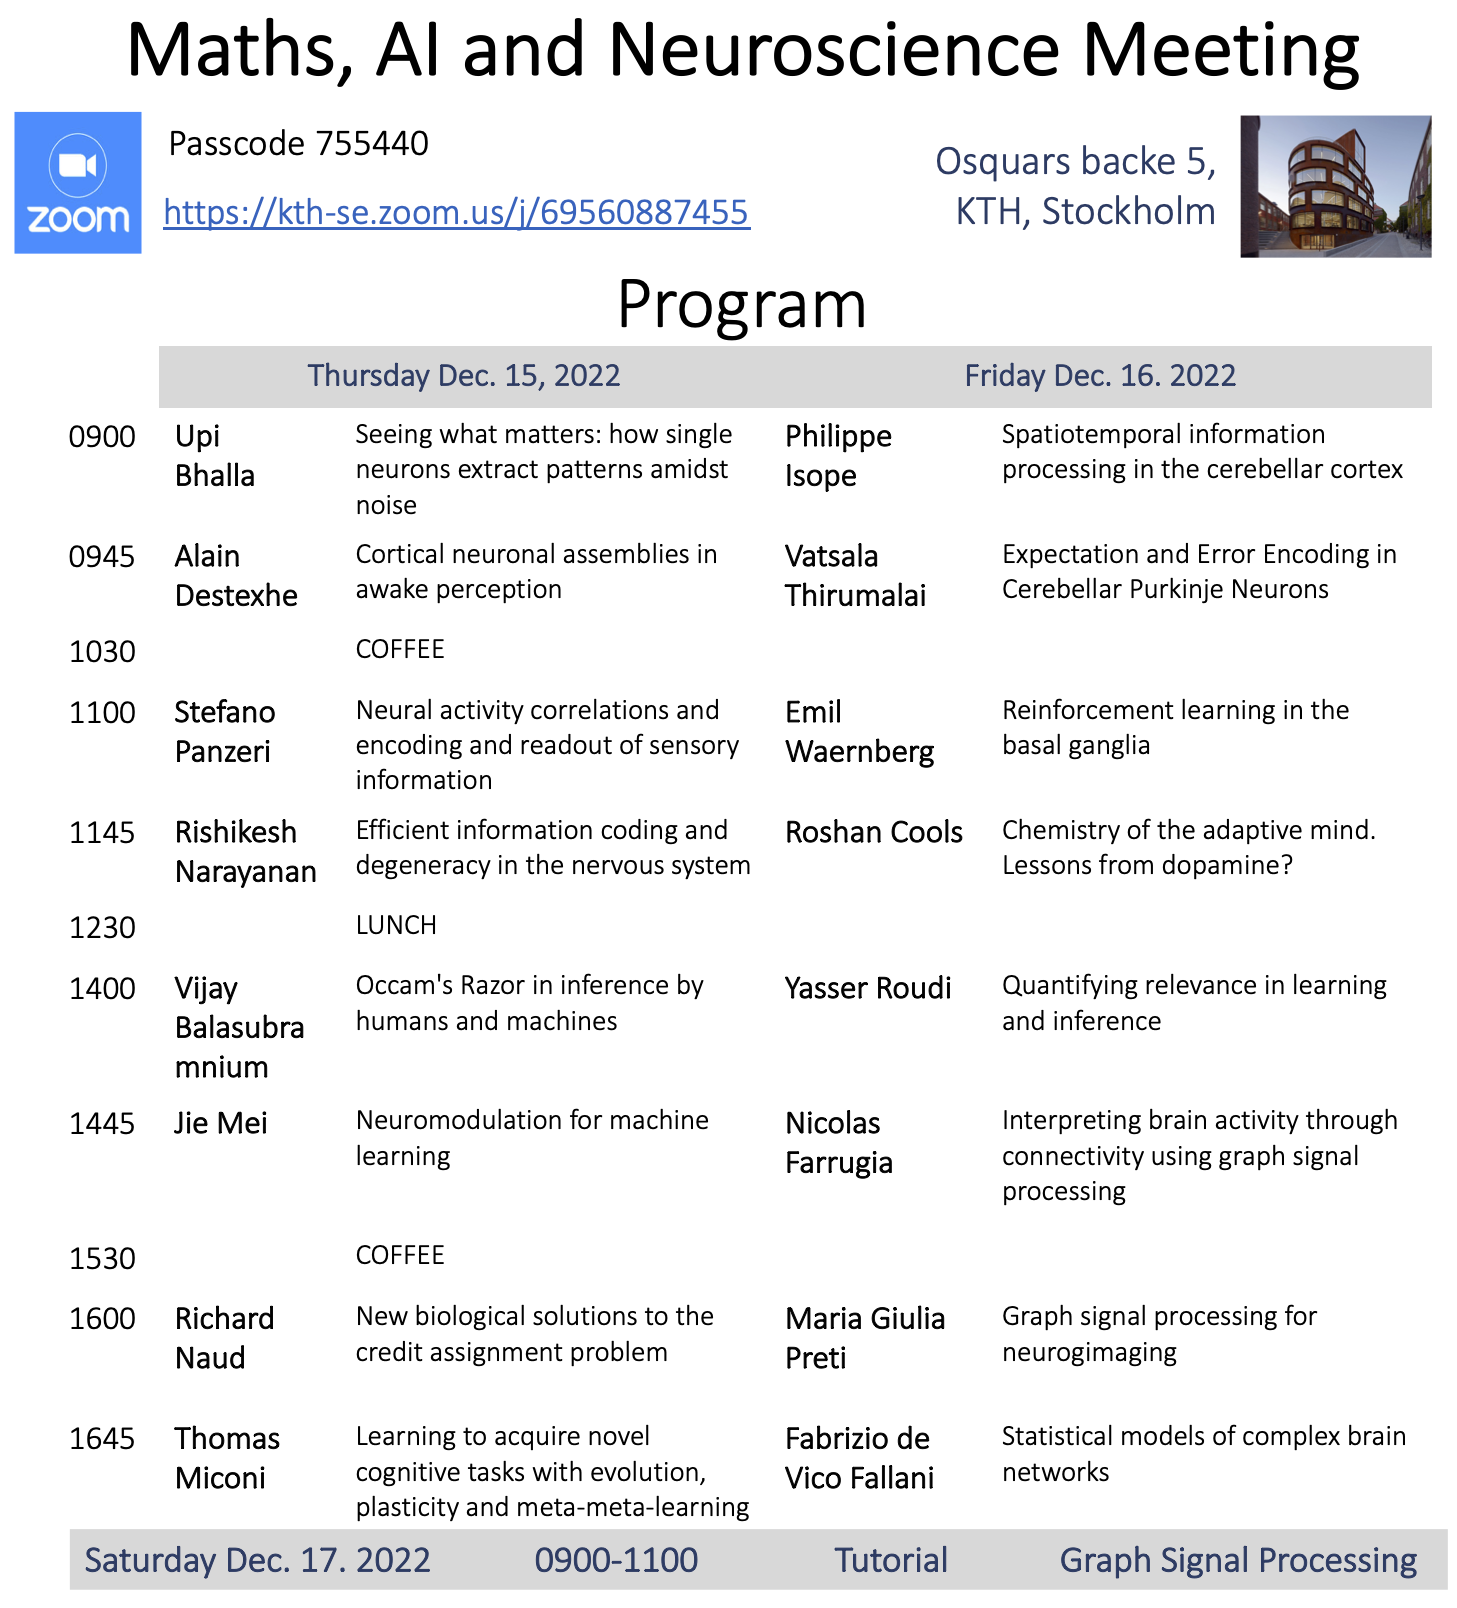 Maths, AI and Neuroscience Meeting
zoom
Passcode 755440
https://kth-se.zoom.us/j/69560887455
Osquars backe 5,
KTH, Stockholm
Program
Thursday Dec. 15, 2022
Friday Dec. 16. 2022
0900
Upi
Bhalla
Seeing what matters: how single
neurons extract patterns amidst
noise
Philippe
Isope
Spatiotemporal information
processing in the cerebellar cortex
0945
Alain
Destexhe
Cortical neuronal assemblies in
awake perception
Vatsala
Thirumalai
Expectation and Error Encoding in
Cerebellar Purkinje Neurons
1030
COFFEE
1100
Stefano
Panzeri
Neural activity correlations and
encoding and readout of sensory
information
Emil
Waernberg
Reinforcement learning in the
basal ganglia
1145
Rishikesh
Narayanan
Efficient information coding and
degeneracy in the nervous system
Roshan Cools
Chemistry of the adaptive mind.
Lessons from dopamine?
1230
LUNCH
1400
Vijay
Balasubra
mnium
Occam's Razor in inference by
humans and machines
Yasser Roudi
Quantifying relevance in learning
and inference
1445
Jie Mei
Neuromodulation for machine
learning
Nicolas
Farrugia
Interpreting brain activity through
connectivity using graph signal
processing
1530
COFFEE
1600
Richard
Naud
New biological solutions to the
credit assignment problem
Maria Giulia
Preti
Graph signal processing for
neurogimaging
1645
Thomas
Miconi
Learning to acquire novel
cognitive tasks with evolution,
plasticity and meta-meta-learning
Fabrizio de
Vico Fallani
Statistical models of complex brain
networks
Saturday Dec. 17. 2022
0900-1100
Tutorial
Graph Signal Processing